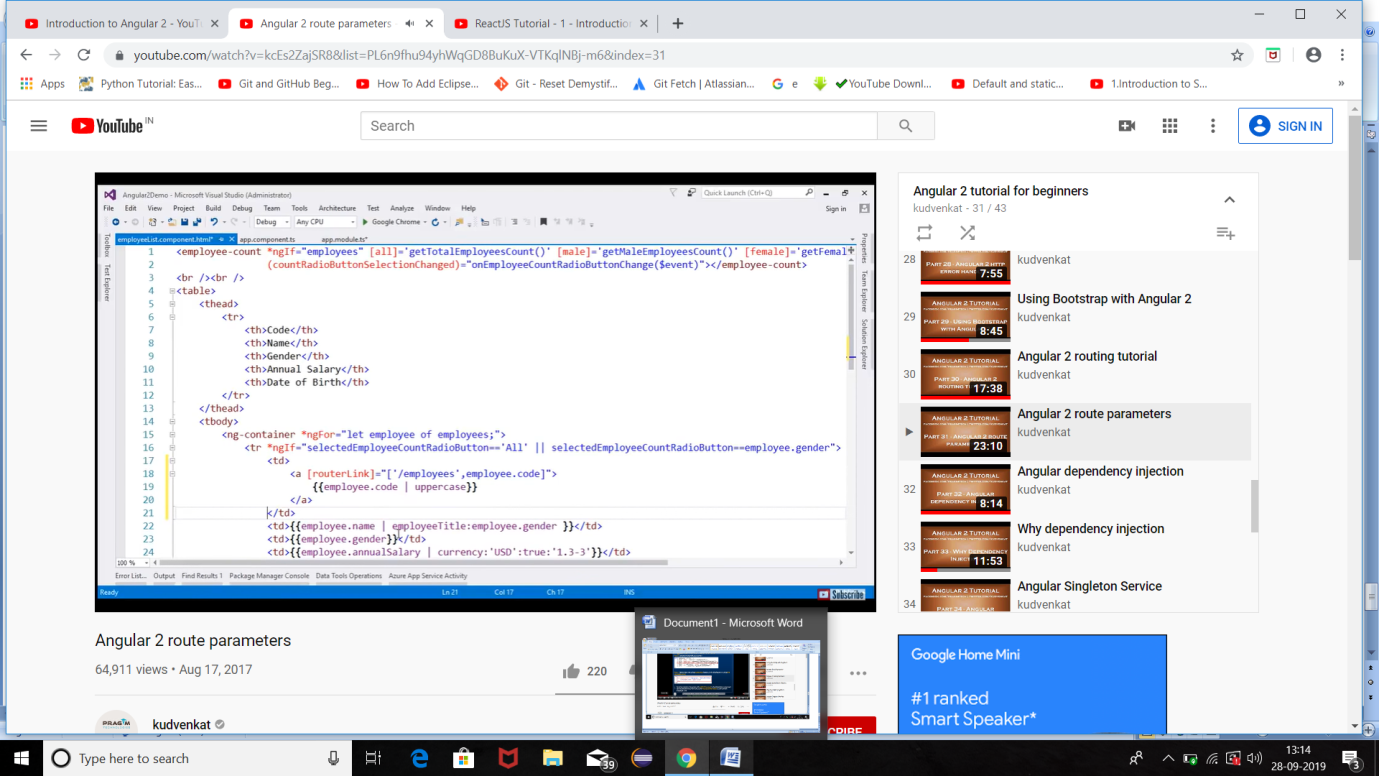 Introduction to Angular 2 - YouT
Angular 2 route parameters
ReactJS Tutorial - 1 - Introduction
youtube.com/watch?v=kcEs2ZajSR8&list=PL6n9fhu94yhWqGD8BuKuX-VTKqlNBj-m6&index=31
Apps
Python Tutorial: Eas...
Git and GitHub Beg...
How To Add Eclipse...
Git - Reset Demystif...
Git Fetch | Atlassian...
e
YouTube Downl...
Default and static...
1.Introduction to S...
»
YouTube IN
Search
SIGN IN
Angular2Demo - Microsoft Visual Studio (Administrator)
Quick Launch (Ctrl+Q)
File Edit View Project Build Debug Team Tools Architecture Test Analyze Window Help
Sign in
Debug Any CPU Google Chrome
employeeList.component.html* app.component.ts app.module.ts*
Toolbox
Test Explorer
Properties
Team Explorer
Solution Explorer
1 <employee-count *ngIf="employees" [all]='getTotalEmployeesCount()' [male]='getMaleEmployeesCount()' [female]='getFemal
2 (countRadioButtonSelectionChanged)="onEmployeeCountRadioButtonChange($event)"></employee-count>
3 <br /><br />
4 <table>
5 <thead>
6 <tr>
7 <th>Code</th>
8 <th>Name</th>
9 <th>Gender</th>
10 <th>Annual Salary</th>
11 <th>Date of Birth</th>
12 </tr>
13 </thead>
14 <tbody>
15 <ng-container *ngFor="let employee of employees;">
16 <tr *ngIf="selectedEmployeeCountRadioButton=='All' || selectedEmployeeCountRadioButton==employee.gender">
17 <td>
18 <a [routerLink]="['/employees',employee.code]">
19 {{employee.code | uppercase}}
20 </a>
21 </td>
22 <td>{{employee.name | employeeTitle:employee.gender }}</td>
23 <td>{{employee.gender}}</td>
24 <td>{{employee.annualSalary | currency:'USD':true:'1.3-3'}}</td>
100 %
Error List... Output Find Results 1 Package Manager Console Data Tools Operations Azure App Service Activity
Ready Ln 21 Col 17 Ch 17 INS
Subscribe
Angular 2 route parameters
64,911 views • Aug 17, 2017
220
PRAGIM
kudvenkat
Angular 2 tutorial for beginners
kudvenkat - 31 / 43
28
7:55
kudvenkat
29
8:45
Using Bootstrap with Angular 2
kudvenkat
30
17:38
Angular 2 routing tutorial
kudvenkat
23:10
Angular 2 route parameters
kudvenkat
32
8:14
Angular dependency injection
kudvenkat
33
11:53
Why dependency injection
kudvenkat
34
Angular Singleton Service
kudvenkat
Google Home Mini
#1 ranked
Smart Speaker*
Document1 - Microsoft Word
Type here to search
39
13:14
28-09-2019
3